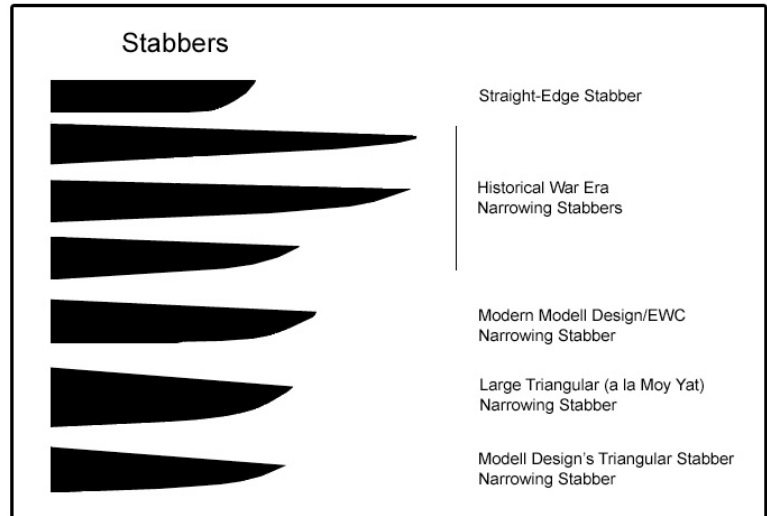 Stabbers
Straight-Edge Stabber
Historical War Era
Narrowing Stabbers
Modern Modell Design/EWC
Narrowing Stabber
Large Triangular (a la Moy Yat)
Narrowing Stabber
Modell Design's Triangular Stabber
Narrowing Stabber